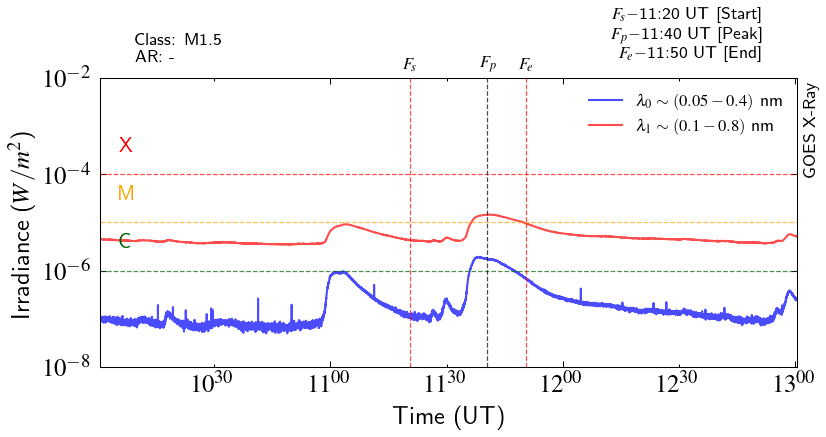 Class: M1.5
AR: -
Fₛ−11:20 UT [Start]
Fₚ−11:40 UT [Peak]
Fₑ−11:50 UT [End]
Fₛ Fₚ Fₑ
λ₀ ∼ (0.05 − 0.4) nm
λ₁ ∼ (0.1 − 0.8) nm
GOES X-Ray
Irradiance (W/m²)
10⁻²
10⁻⁴
10⁻⁶
10⁻⁸
X
M
C
10³⁰ 11⁰⁰ 11³⁰ 12⁰⁰ 12³⁰ 13⁰⁰
Time (UT)